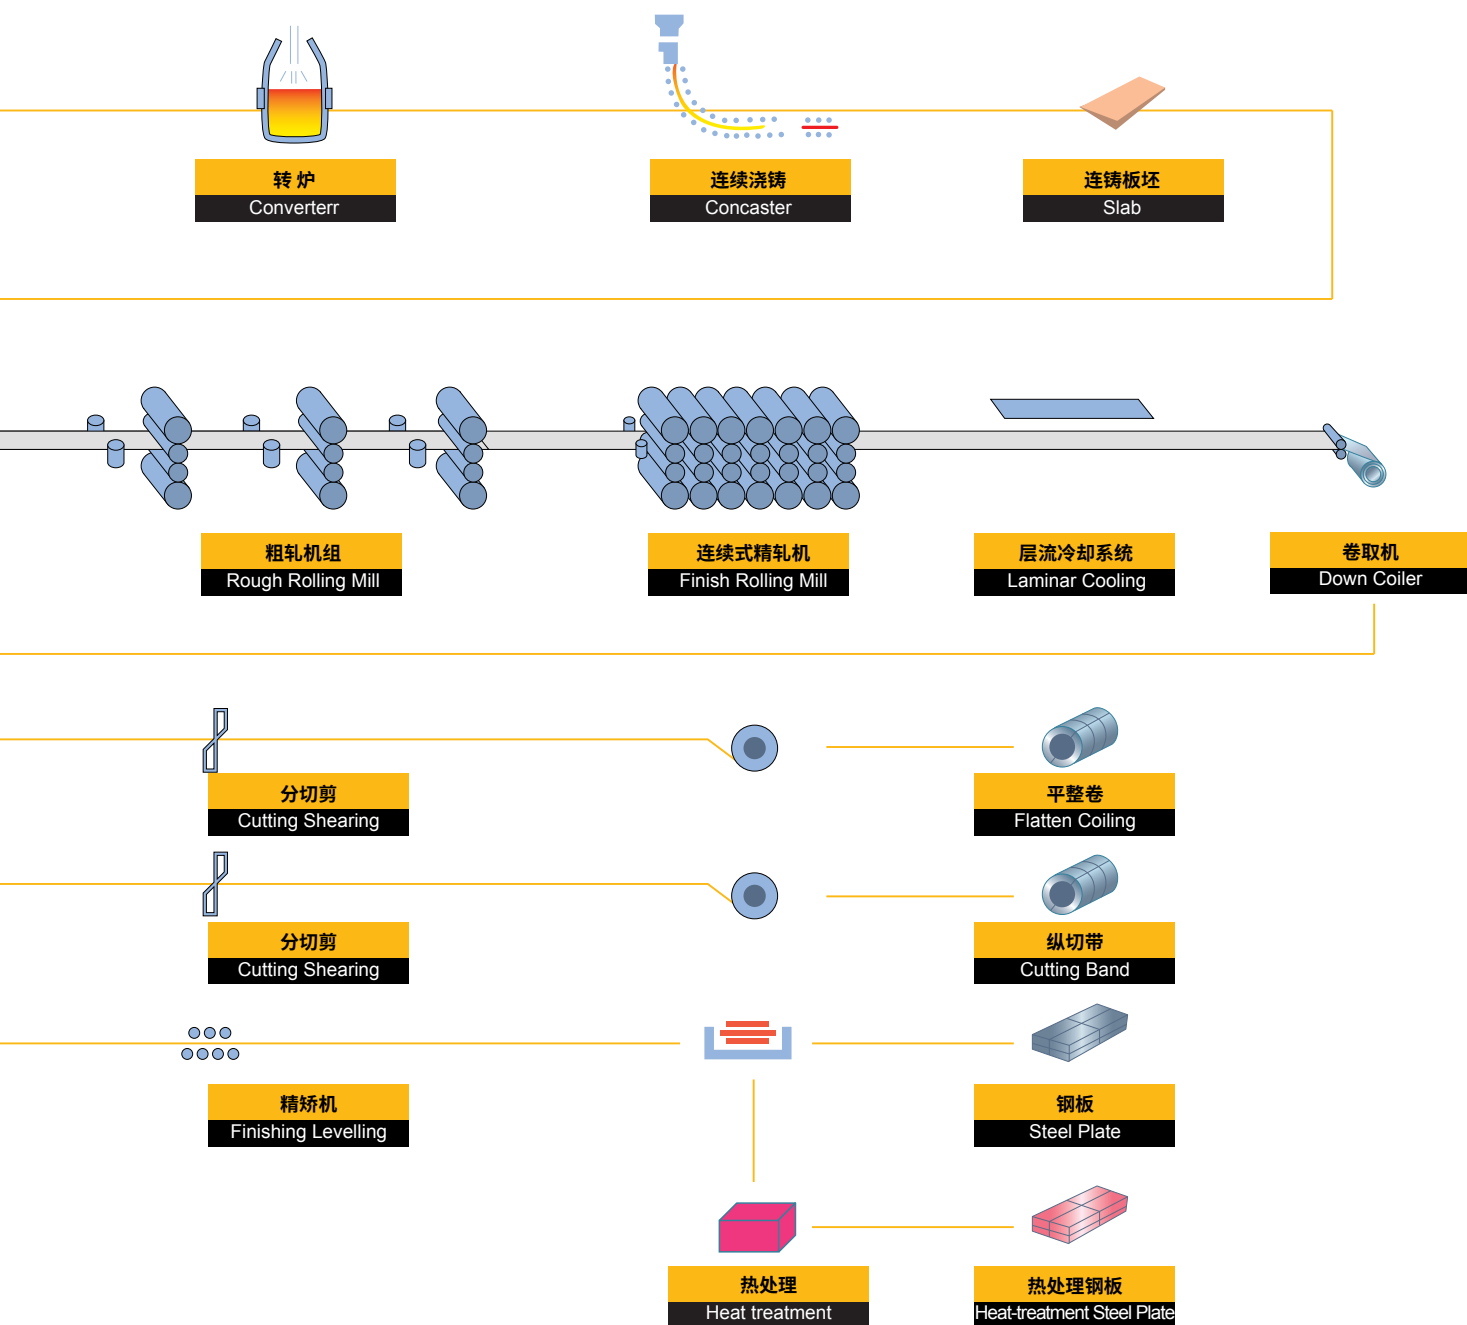 转 炉
Converterr
连续浇铸
Concaster
连铸板坯
Slab
粗轧机组
Rough Rolling Mill
连续式精轧机
Finish Rolling Mill
层流冷却系统
Laminar Cooling
卷取机
Down Coiler
分切剪
Cutting Shearing
平整卷
Flatten Coiling
分切剪
Cutting Shearing
纵切带
Cutting Band
精矫机
Finishing Levelling
钢板
Steel Plate
热处理
Heat treatment
热处理钢板
Heat-treatment Steel Plate